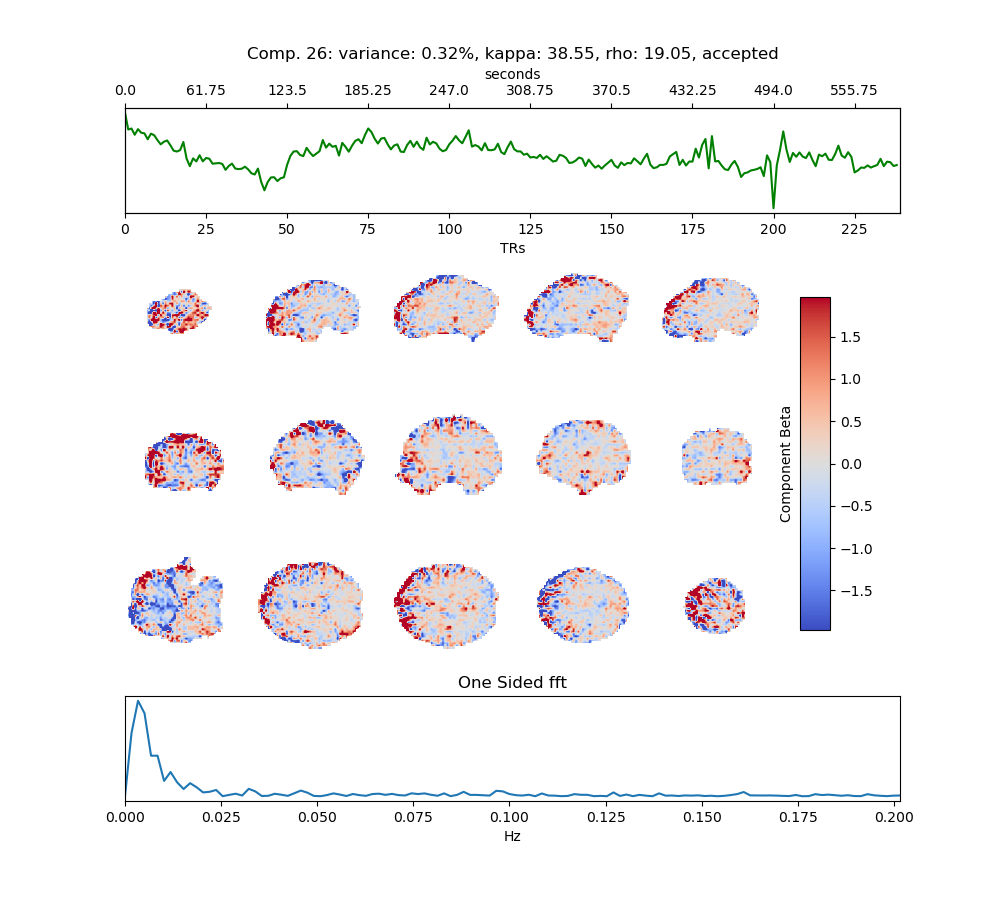 Comp. 26: variance: 0.32%, kappa: 38.55, rho: 19.05, accepted
seconds
0.0 61.75 123.5 185.25 247.0 308.75 370.5 432.25 494.0 555.75
0 25 50 75 100 125 150 175 200 225
TRs
1.5
1.0
0.5
0.0
−0.5
−1.0
−1.5
Component Beta
One Sided fft
0.000 0.025 0.050 0.075 0.100 0.125 0.150 0.175 0.200
Hz